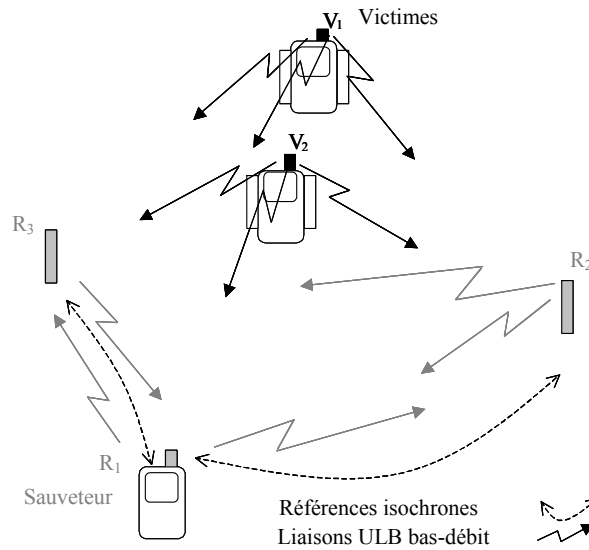 V1 Victimes
V2
R3
R2
R1
Sauveteur
Références isochrones
Liaisons ULB bas-débit